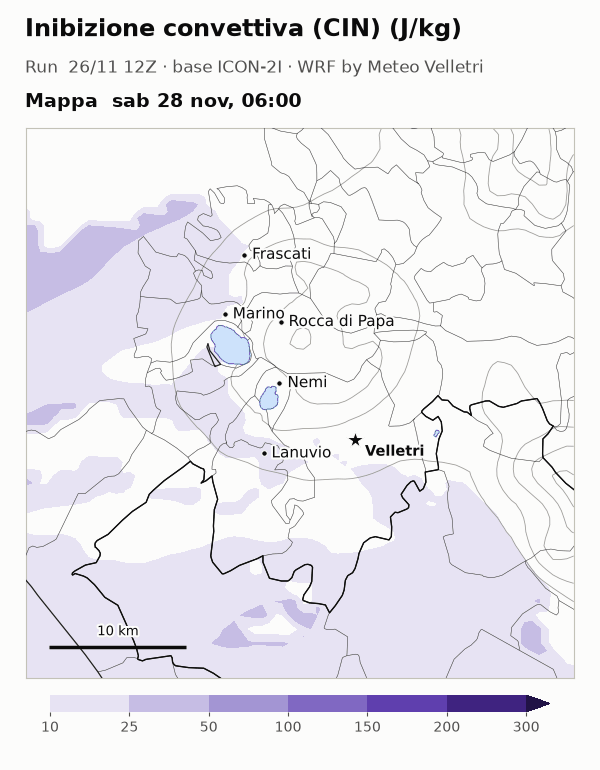 Inibizione convettiva (CIN) (J/kg)
Run  26/11 12Z · base ICON-2I · WRF by Meteo Velletri
Mappa  sab 28 nov, 06:00
Frascati
Marino
Rocca di Papa
Nemi
Velletri
Lanuvio
10 km
10 25 50 100 150 200 300